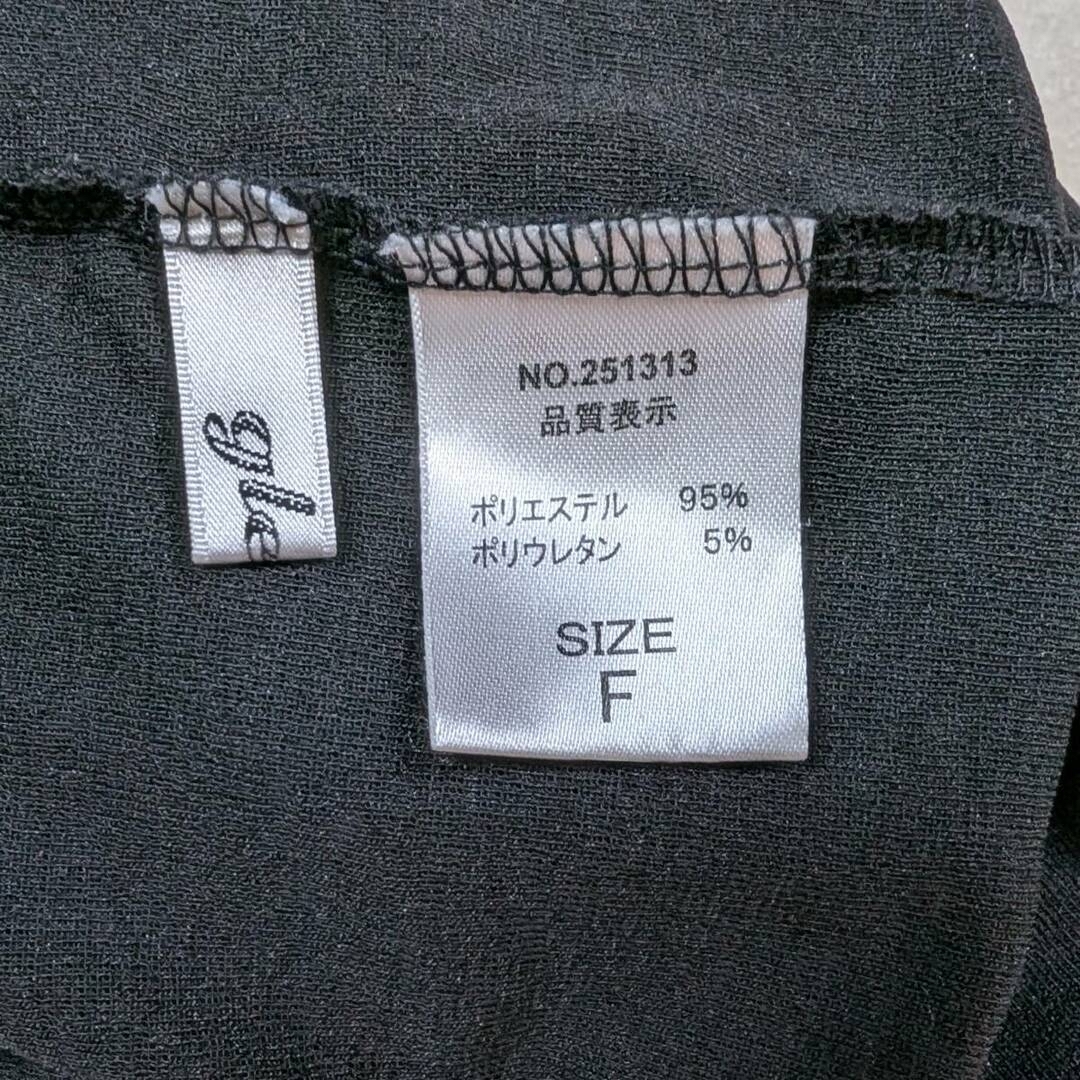 NO.251313
品質表示
ポリエステル 95%
ポリウレタン 5%
SIZE
F